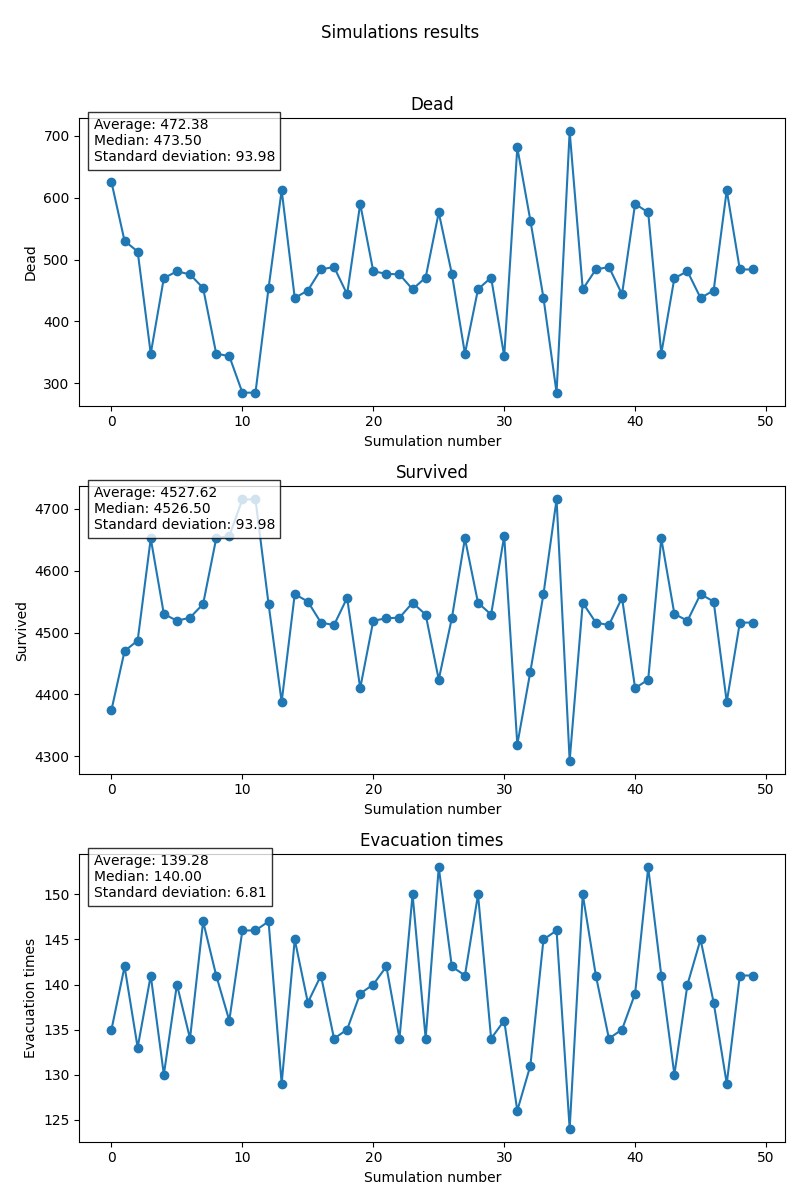 Simulations results
Dead
Average: 472.38
Median: 473.50
Standard deviation: 93.98
700
600
500
400
300
Dead
0 10 20 30 40 50
Sumulation number
Survived
Average: 4527.62
Median: 4526.50
Standard deviation: 93.98
4700
4600
4500
4400
4300
Survived
0 10 20 30 40 50
Sumulation number
Evacuation times
Average: 139.28
Median: 140.00
Standard deviation: 6.81
150
145
140
135
130
125
Evacuation times
0 10 20 30 40 50
Sumulation number